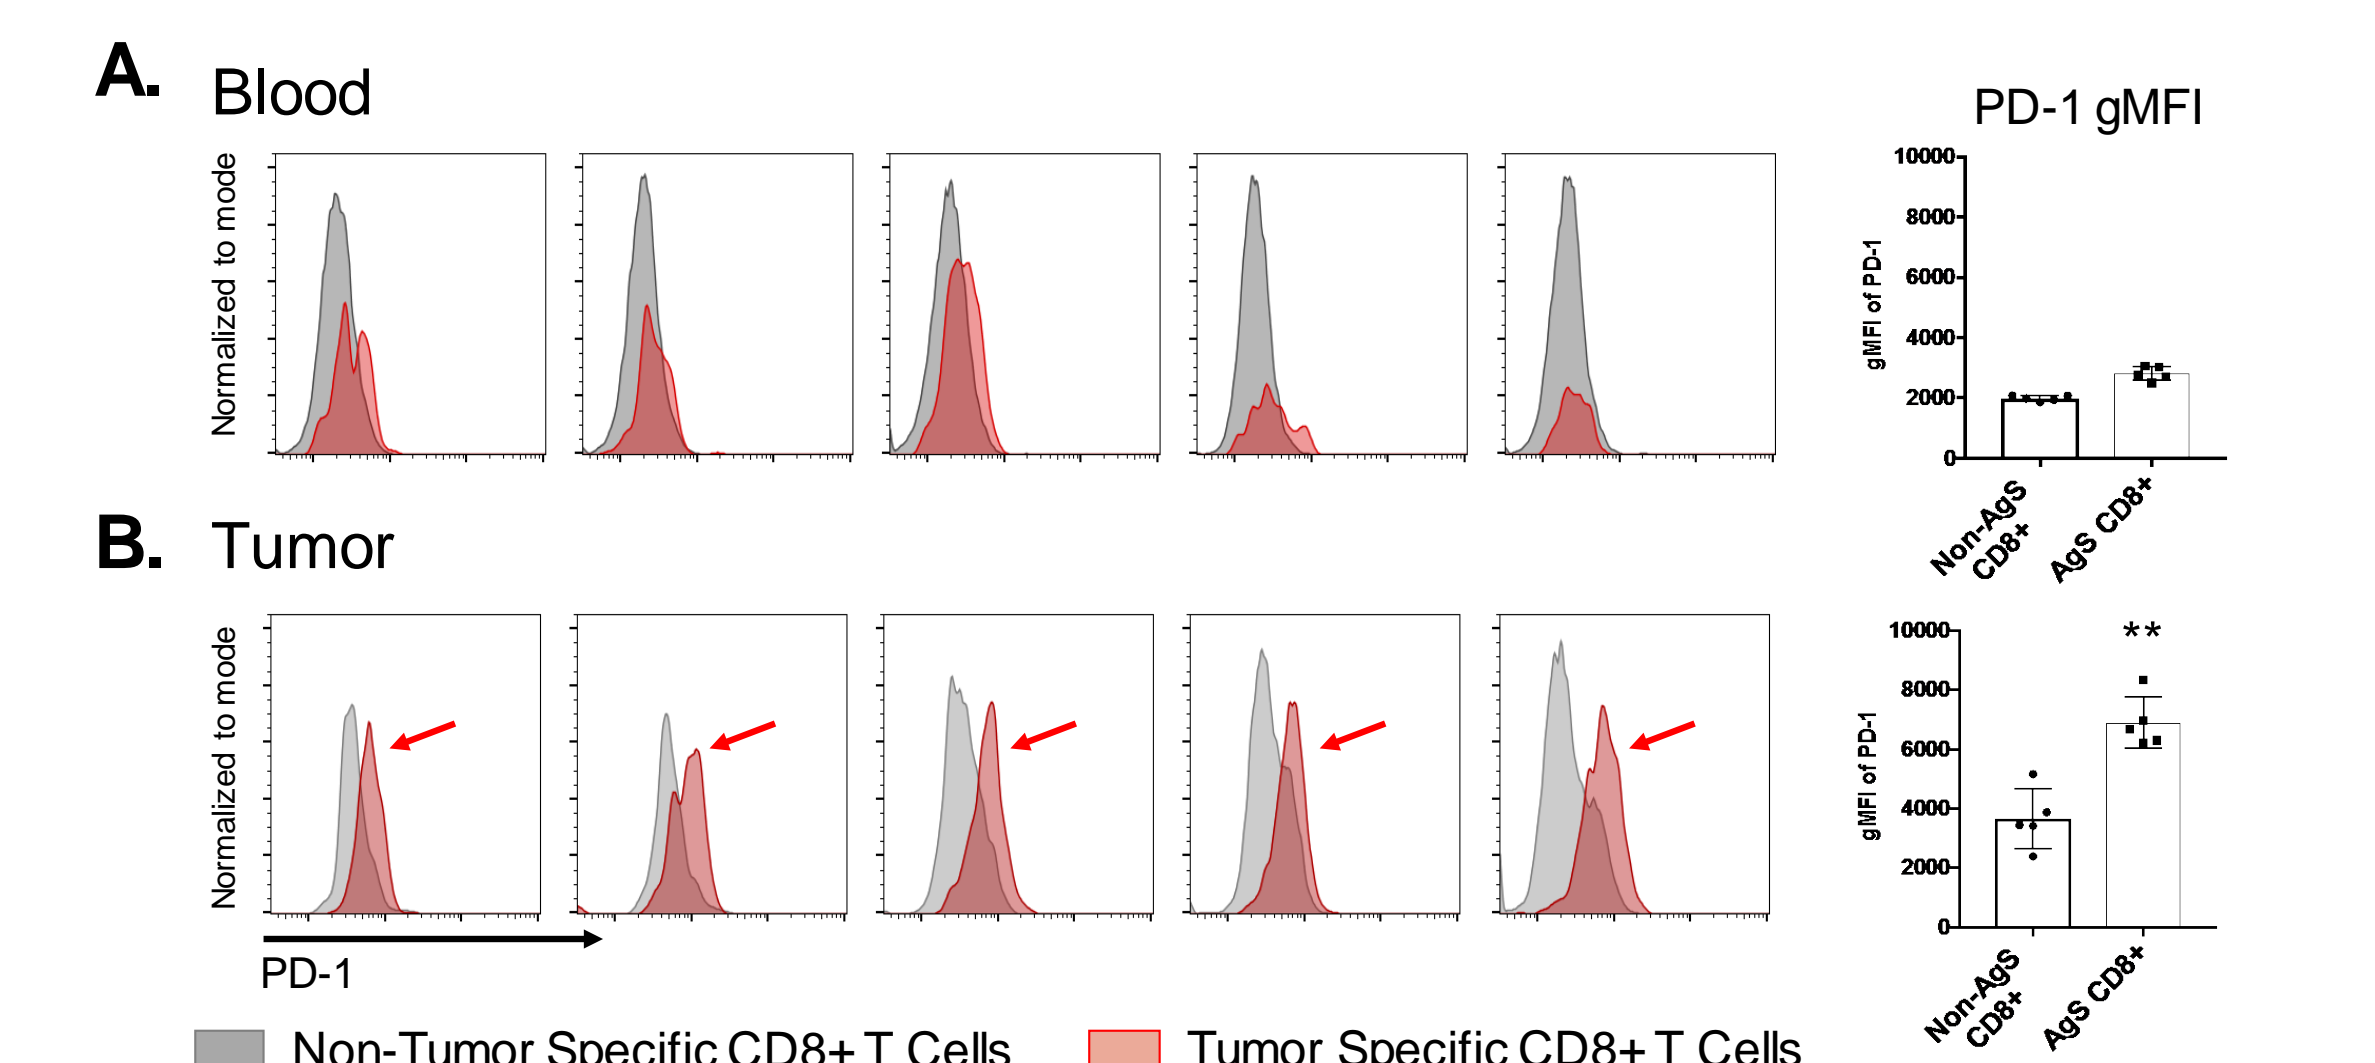 A. Blood
PD-1 gMFI
Normalized to mode
gMFI of PD-1
10000
8000
6000
4000
2000
0
Non-AgS
CD8+
AgS CD8+
B. Tumor
Normalized to mode
PD-1
**
gMFI of PD-1
10000
8000
6000
4000
2000
0
Non-AgS
CD8+
AgS CD8+
Non-Tumor Specific CD8+ T Cells
Tumor Specific CD8+ T Cells